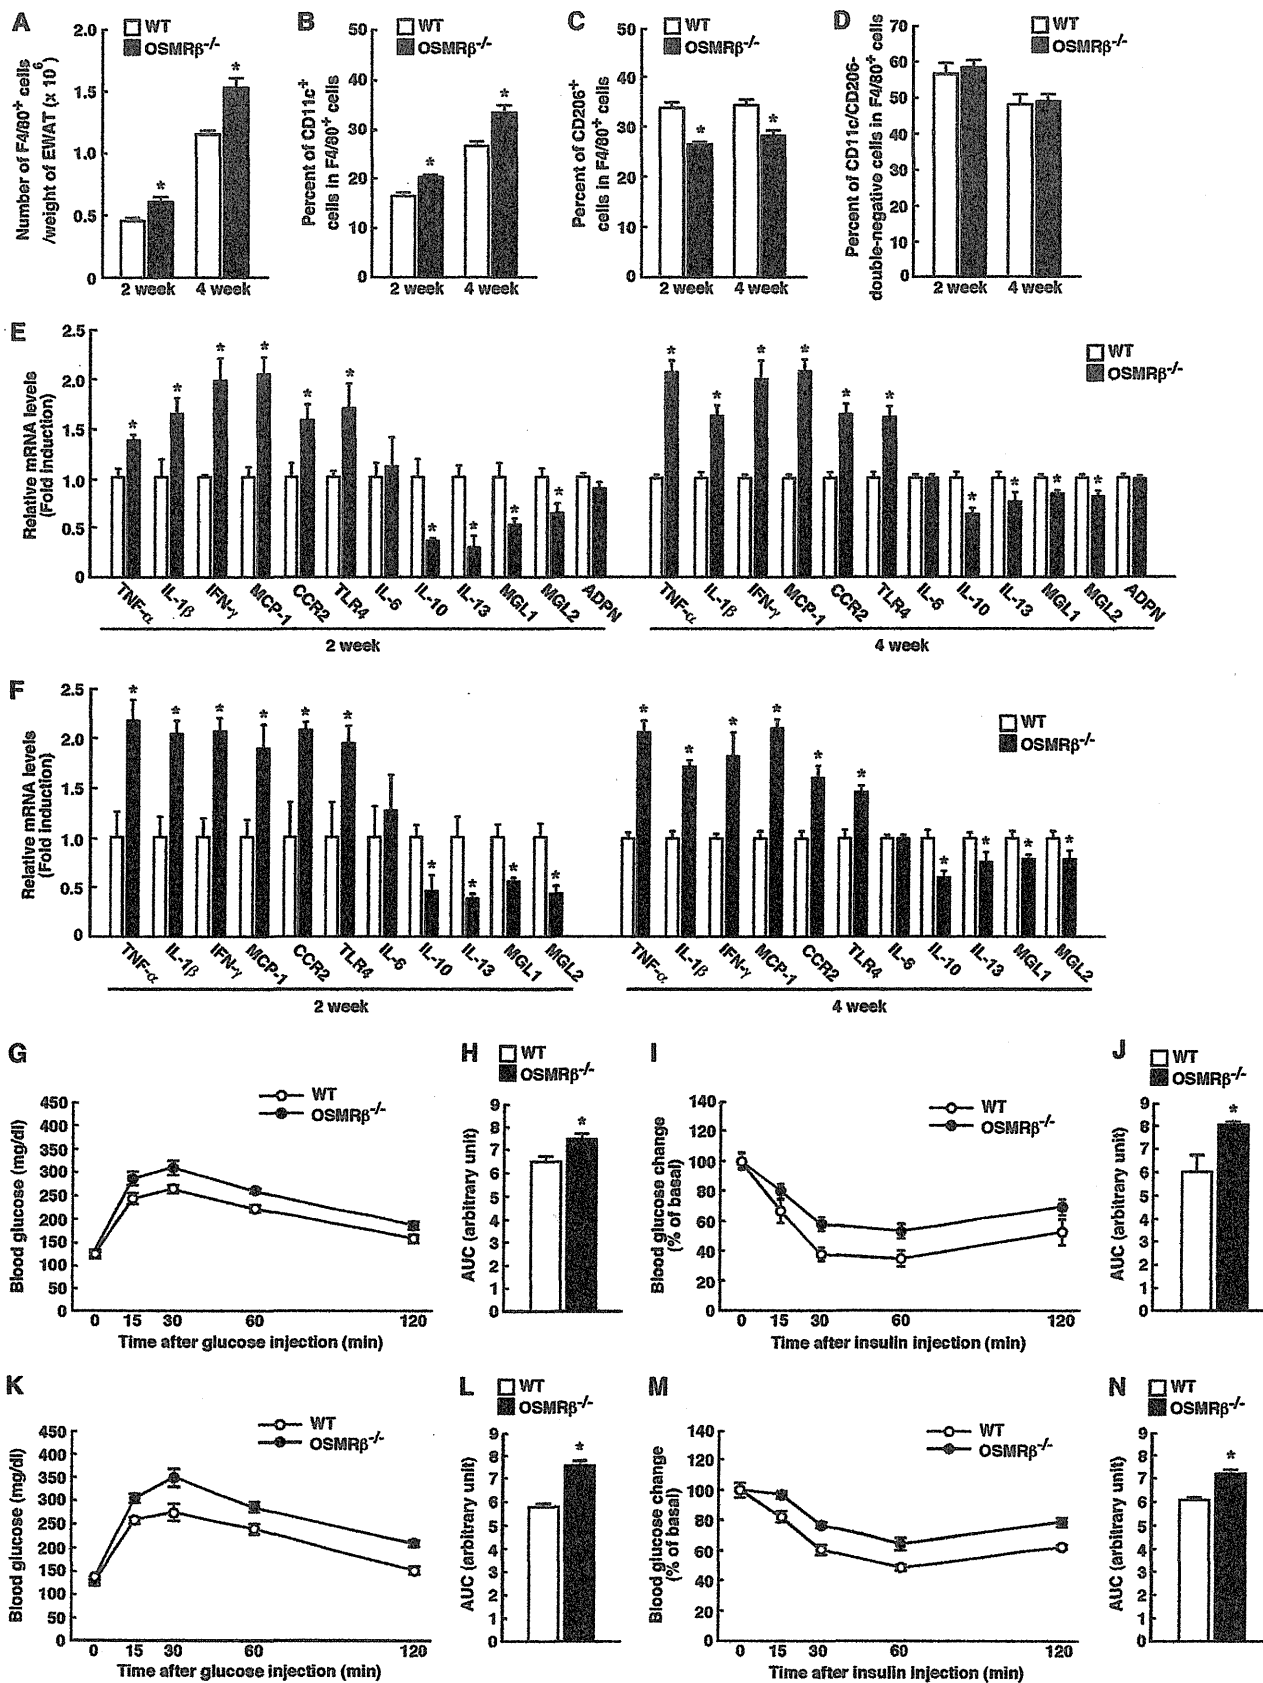 A
WT
OSMRβ-/-
Number of F4/80+ cells
/weight of EWAT (x 10^6)
2.0
1.5
1.0
0.5
0
*
*
2 week
4 week
B
WT
OSMRβ-/-
Percent of CD11c+
cells in F4/80+ cells
50
40
30
20
10
0
*
*
2 week
4 week
C
WT
OSMRβ-/-
Percent of CD206+
cells in F4/80+ cells
50
40
30
20
10
0
*
*
2 week
4 week
D
WT
OSMRβ-/-
Percent of CD11c/CD206-
double-negative cells in F4/80+ cells
70
60
50
40
30
20
10
0
2 week
4 week
E
WT
OSMRβ-/-
Relative mRNA levels
(Fold induction)
2.5
2.0
1.5
1.0
0.5
0
* * * * * * * * * *
* * * * * * * * * *
TNF-α IL-1β IFN-γ MCP-1 CCR2 TLR4 IL-6 IL-10 IL-13 MGL1 MGL2 ADPN
2 week
TNF-α IL-1β IFN-γ MCP-1 CCR2 TLR4 IL-6 IL-10 IL-13 MGL1 MGL2 ADPN
4 week
F
WT
OSMRβ-/-
Relative mRNA levels
(Fold induction)
2.5
2.0
1.5
1.0
0.5
0
* * * * * * * * * *
* * * * * * * * * *
TNF-α IL-1β IFN-γ MCP-1 CCR2 TLR4 IL-6 IL-10 IL-13 MGL1 MGL2
2 week
TNF-α IL-1β IFN-γ MCP-1 CCR2 TLR4 IL-6 IL-10 IL-13 MGL1 MGL2
4 week
G
WT
OSMRβ-/-
Blood glucose (mg/dl)
450
400
350
300
250
200
150
100
50
0
0 15 30 60 120
Time after glucose injection (min)
H
WT
OSMRβ-/-
AUC (arbitrary unit)
9
8
7
6
5
4
3
2
1
0
*
I
WT
OSMRβ-/-
Blood glucose change
(% of basal)
140
120
100
80
60
40
20
0
0 15 30 60 120
Time after insulin injection (min)
J
WT
OSMRβ-/-
AUC (arbitrary unit)
9
8
7
6
5
4
3
2
1
0
*
K
WT
OSMRβ-/-
Blood glucose (mg/dl)
450
400
350
300
250
200
150
100
50
0
0 15 30 60 120
Time after glucose injection (min)
L
WT
OSMRβ-/-
AUC (arbitrary unit)
9
8
7
6
5
4
3
2
1
0
*
M
WT
OSMRβ-/-
Blood glucose change
(% of basal)
140
120
100
80
60
40
20
0
0 15 30 60 120
Time after insulin injection (min)
N
WT
OSMRβ-/-
AUC (arbitrary unit)
9
8
7
6
5
4
3
2
1
0
*